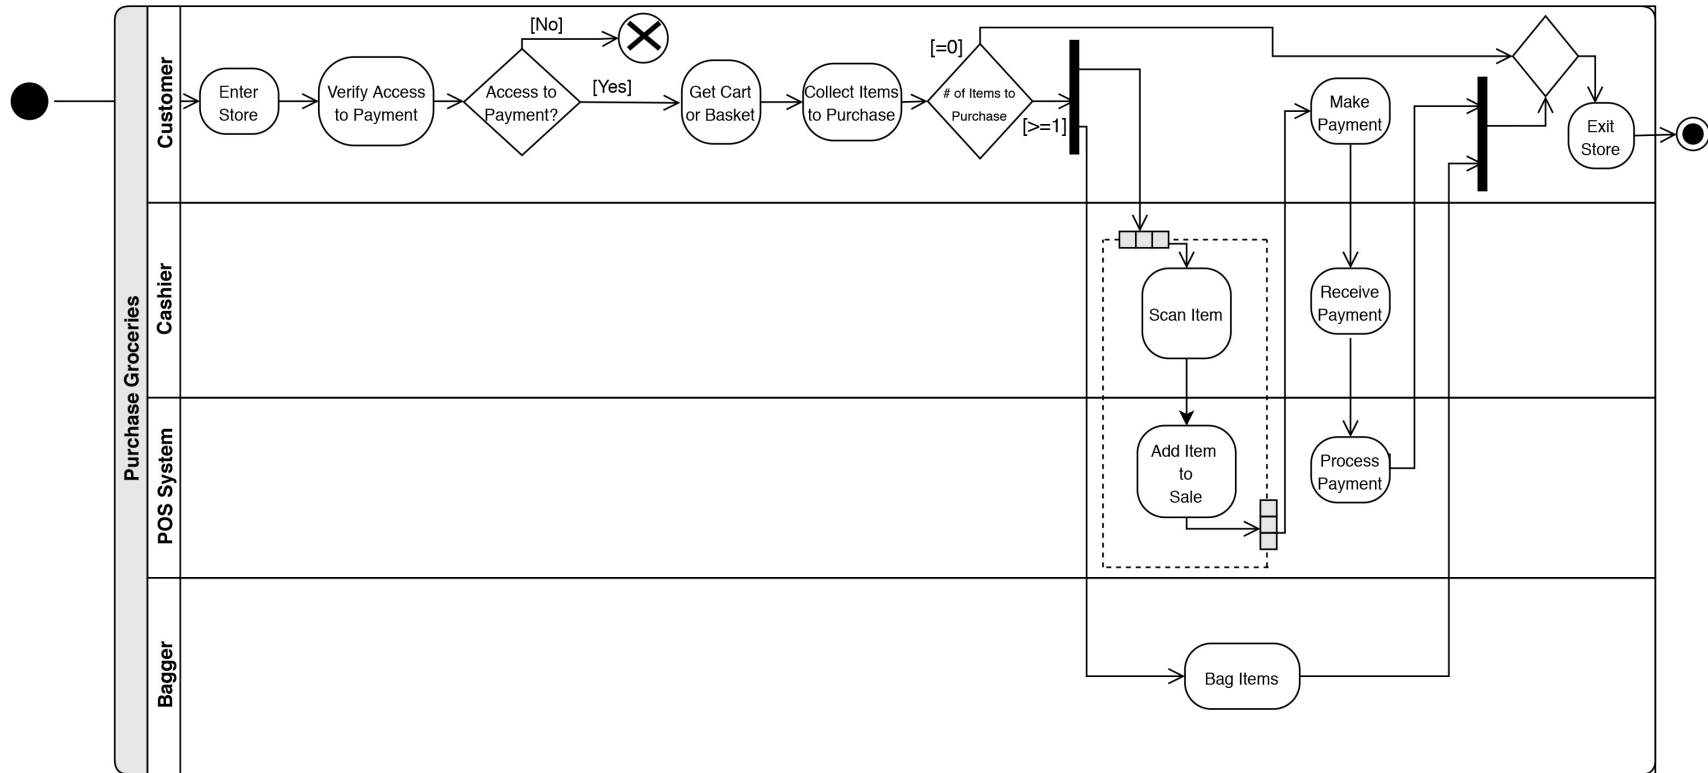 Purchase Groceries
Customer
Enter
Store
Verify Access
to Payment
Access to
Payment?
[No]
[Yes]
Get Cart
or Basket
Collect Items
to Purchase
[=0]
# of Items to
Purchase
[>=1]
Make
Payment
Exit
Store
Cashier
Scan Item
Receive
Payment
POS System
Add Item
to
Sale
Process
Payment
Bagger
Bag Items